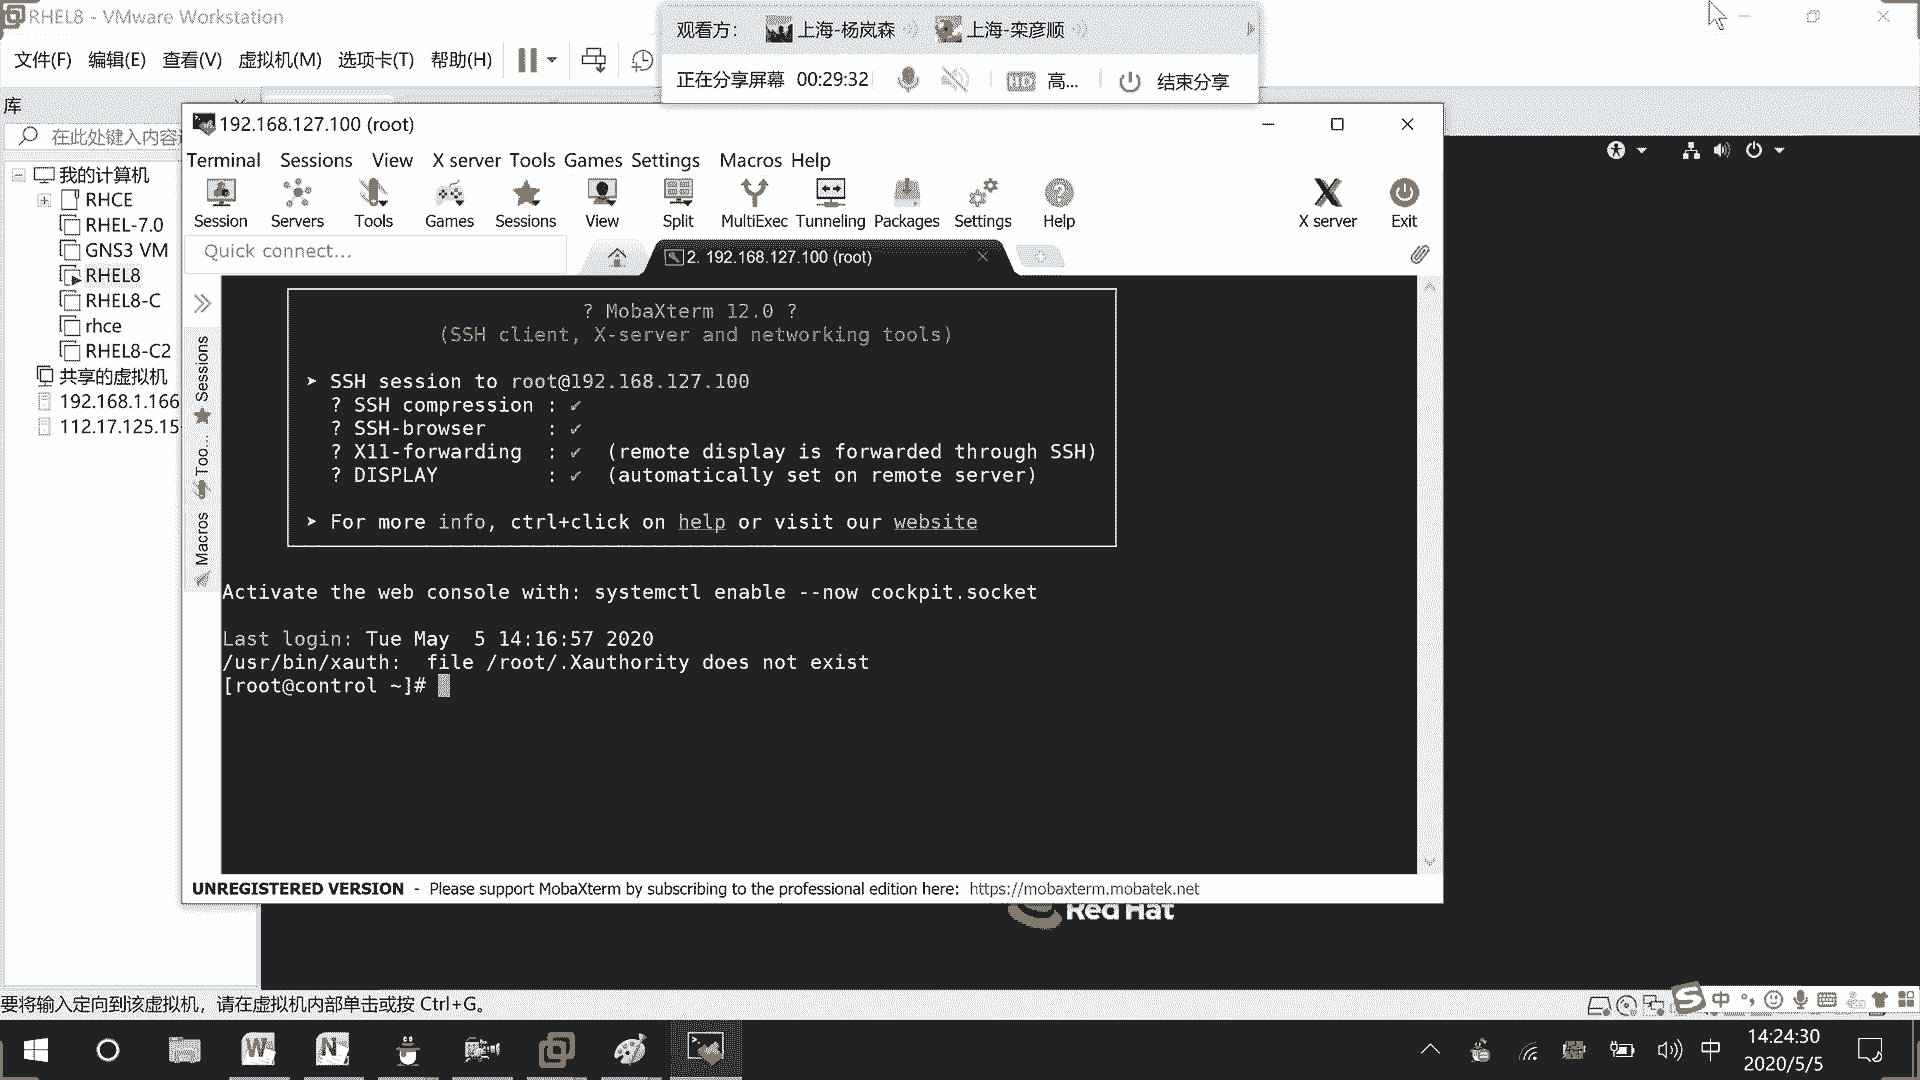 RHEL8 - VMware Workstation
文件(F) 编辑(E) 查看(V) 虚拟机(M) 选项卡(T) 帮助(H)
观看方： 上海-杨岚森 上海-栾彦顺
正在分享屏幕 00:29:32 HD 高... 结束分享
库
在此处键入内容
我的计算机
RHCE
RHEL-7.0
GNS3 VM
RHEL8
RHEL8-C
rhce
RHEL8-C2
共享的虚拟机
192.168.1.166
112.17.125.15
192.168.127.100 (root)
Terminal Sessions View X server Tools Games Settings Macros Help
Session Servers Tools Games Sessions View Split MultiExec Tunneling Packages Settings Help X server Exit
Quick connect...
2. 192.168.127.100 (root)
Sessions
Too...
Macros
? MobaXterm 12.0 ?
(SSH client, X-server and networking tools)
➤ SSH session to root@192.168.127.100
? SSH compression : ✔
? SSH-browser : ✔
? X11-forwarding : ✔ (remote display is forwarded through SSH)
? DISPLAY : ✔ (automatically set on remote server)
➤ For more info, ctrl+click on help or visit our website
Activate the web console with: systemctl enable --now cockpit.socket
Last login: Tue May  5 14:16:57 2020
/usr/bin/xauth:  file /root/.Xauthority does not exist
[root@control ~]#
UNREGISTERED VERSION - Please support MobaXterm by subscribing to the professional edition here: https://mobaxterm.mobatek.net
Red Hat
要将输入定向到该虚拟机，请在虚拟机内部单击或按 Ctrl+G。
中
中
14:24:30
2020/5/5